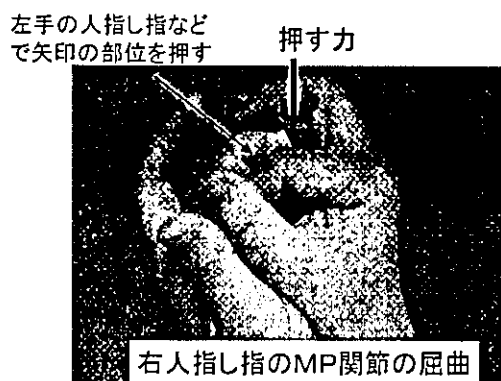 左手の人指し指など
で矢印の部位を押す
押す力
右人指し指のMP関節の屈曲